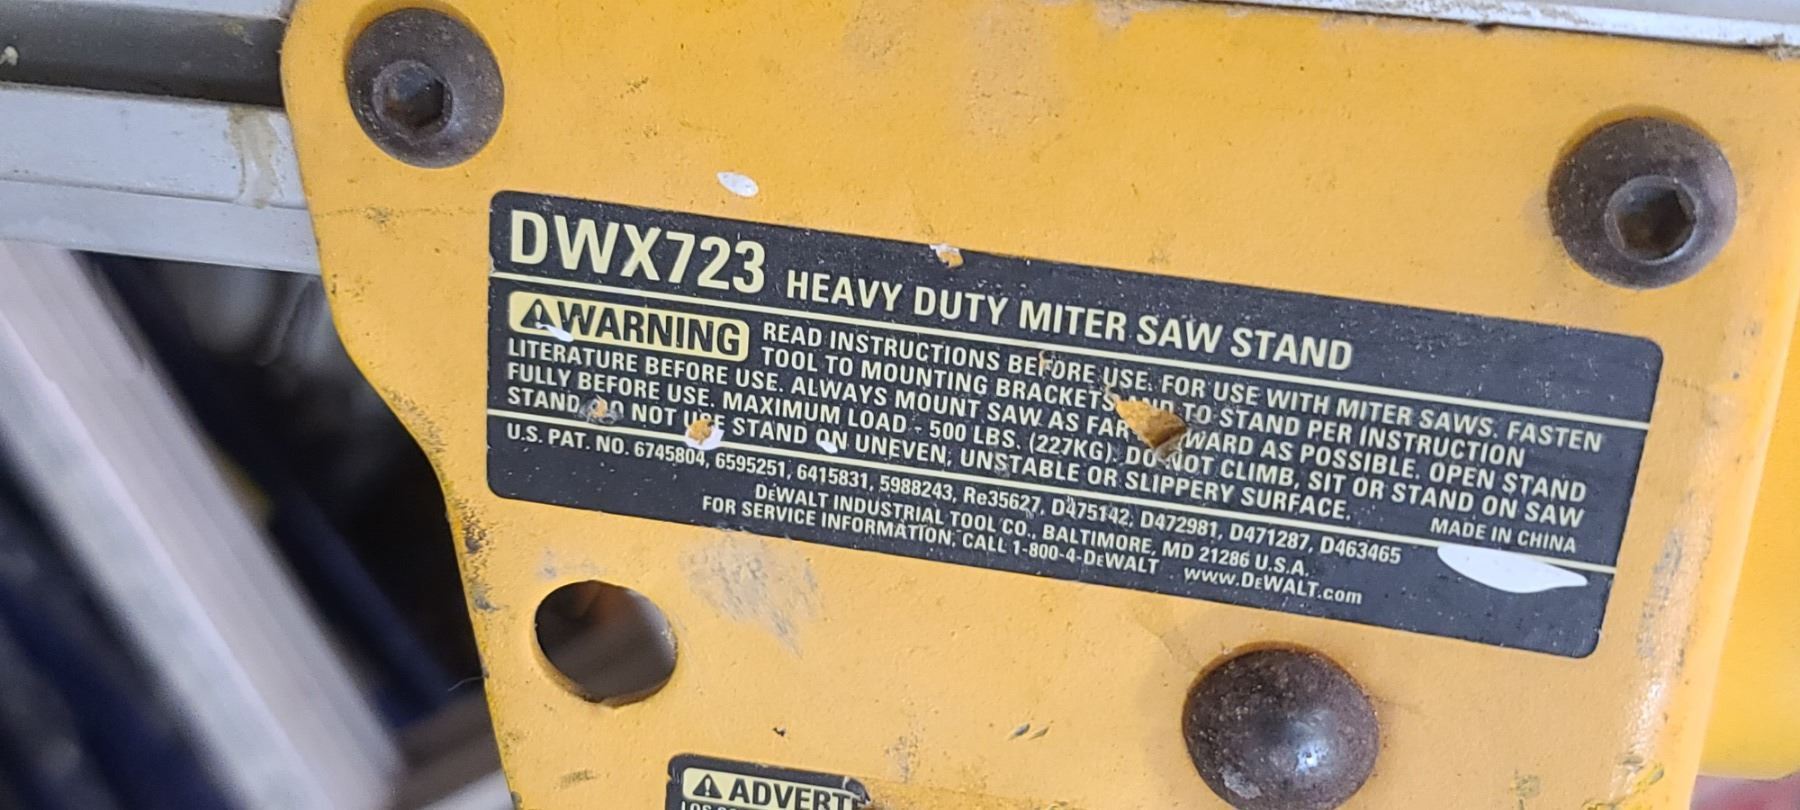 DWX723 HEAVY DUTY MITER SAW STAND
WARNING READ INSTRUCTIONS BEFORE USE. FOR USE WITH MITER SAWS. FASTEN
TOOL TO MOUNTING BRACKETS AND TO STAND PER INSTRUCTION
LITERATURE BEFORE USE. ALWAYS MOUNT SAW AS FAR WARD AS POSSIBLE. OPEN STAND
FULLY BEFORE USE. MAXIMUM LOAD - 500 LBS. (227KG) DO NOT CLIMB, SIT OR STAND ON SAW
STAND. DO NOT USE STAND ON UNEVEN, UNSTABLE OR SLIPPERY SURFACE.
MADE IN CHINA
U.S. PAT. NO. 6745804, 6595251, 6415831, 5988243, Re35627, D475142, D472981, D471287, D463465
DEWALT INDUSTRIAL TOOL CO., BALTIMORE, MD 21286 U.S.A.
FOR SERVICE INFORMATION, CALL 1-800-4-DEWALT www.DEWALT.com
ADVERT